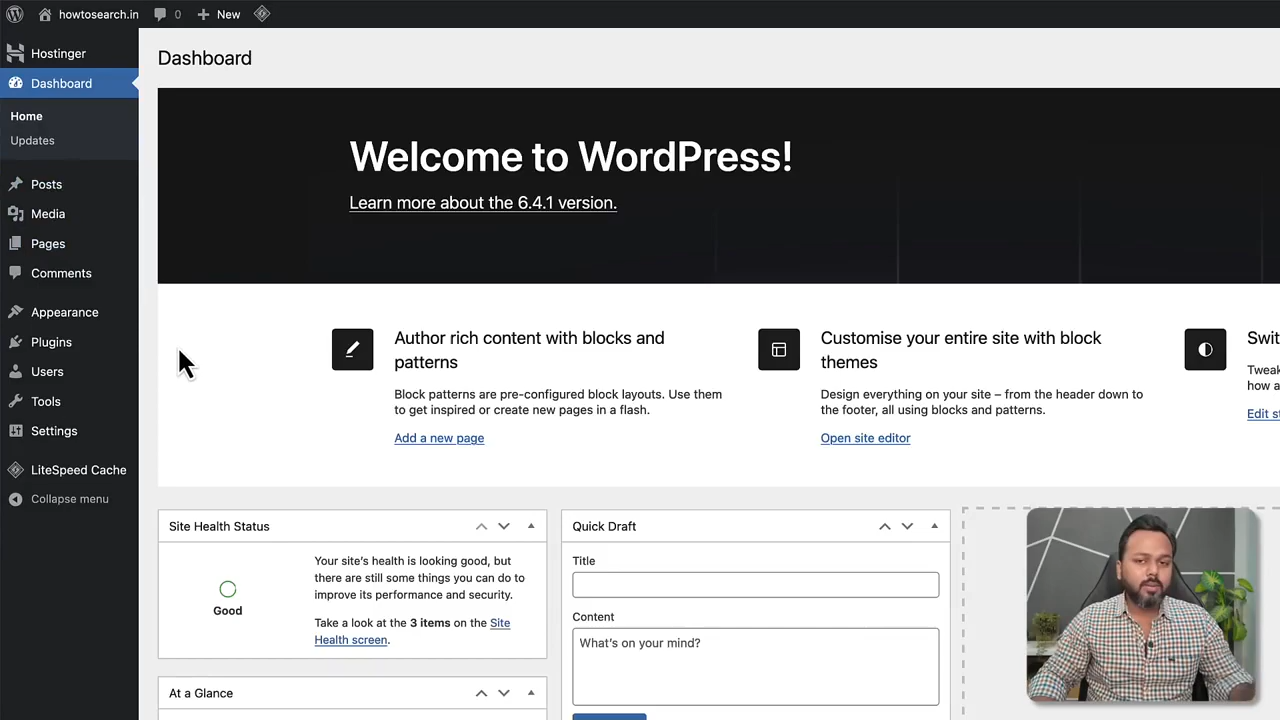 howtosearch.in 0 New
Hostinger
Dashboard
Home
Updates
Posts
Media
Pages
Comments
Appearance
Plugins
Users
Tools
Settings
LiteSpeed Cache
Collapse menu
Dashboard
Welcome to WordPress!
Learn more about the 6.4.1 version.
Author rich content with blocks and
patterns
Block patterns are pre-configured block layouts. Use them
to get inspired or create new pages in a flash.
Add a new page
Customise your entire site with block
themes
Design everything on your site – from the header down to
the footer, all using blocks and patterns.
Open site editor
Swit
Tweak
how a
Edit st
Site Health Status
Good
Your site's health is looking good, but
there are still some things you can do to
improve its performance and security.
Take a look at the 3 items on the Site
Health screen.
At a Glance
Quick Draft
Title
Content
What's on your mind?